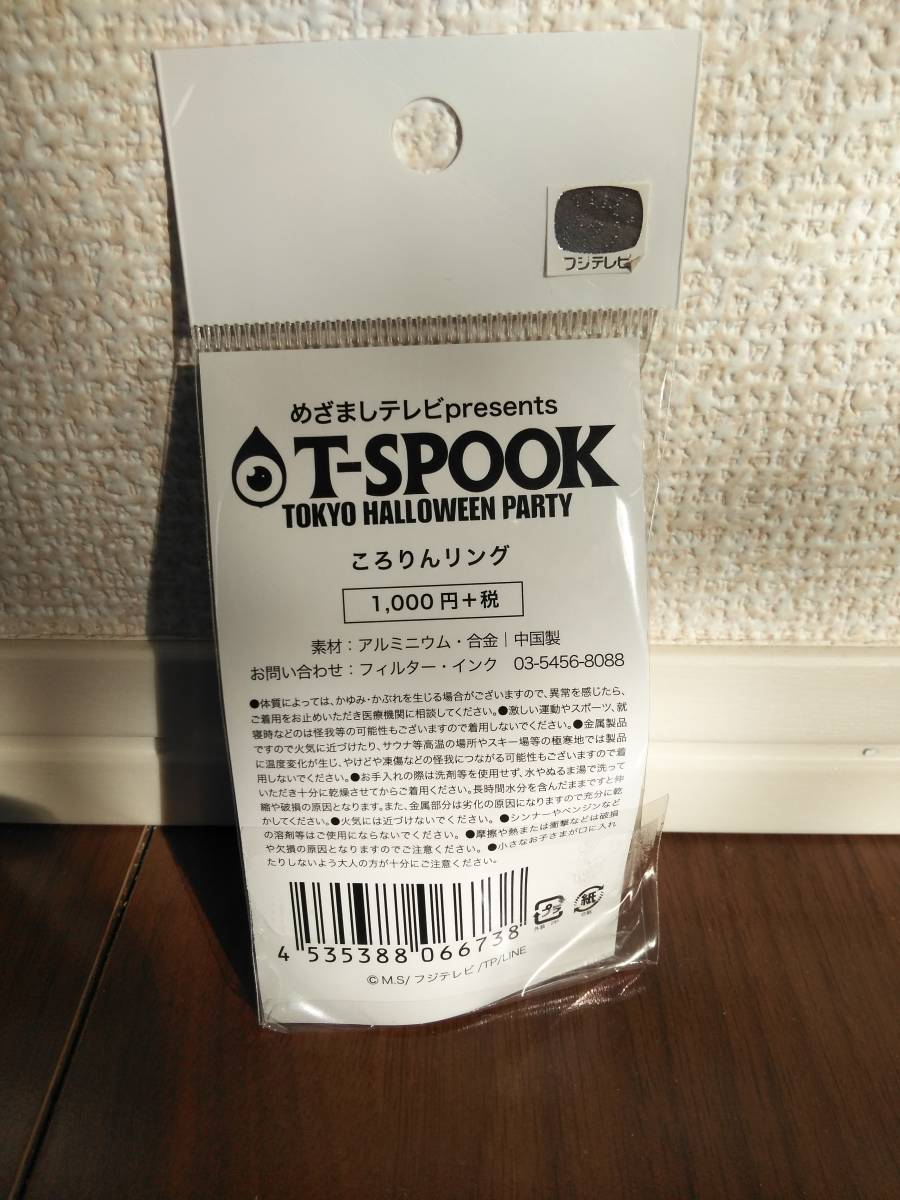 フジテレビ
めざましテレビpresents
T-SPOOK
TOKYO HALLOWEEN PARTY
ころりんリング
1,000円+税
素材：アルミニウム・合金｜中国製
お問い合わせ：フィルター・インク 03-5456-8088
●体質によっては、かゆみ・かぶれを生じる場合がございますので、異常を感じたら、
ご着用をお止めいただき医療機関に相談してください。●激しい運動やスポーツ、就
寝時などのは怪我等の可能性もございますので着用しないでください。●金属製品
ですので火気に近づけたり、サウナ等高温の場所やスキー場等の極寒地では製品
に温度変化が生じ、やけどや凍傷などの怪我につながる可能性もございますので着
用しないでください。●お手入れの際は洗剤等を使用せず、水やぬるま湯で洗って
いただき十分に乾燥させてからご着用ください。長時間水分を含んだままですと伸
縮や破損の原因となります。また、金属部分は劣化の原因になりますので充分に乾
かしてください。●火気には近づけないでください。●シンナーやベンジンなど
の溶剤等はご使用にならないでください。●摩擦や熱または衝撃などは破損
や欠損の原因となりますのでご注意ください。●小さなお子さまが口に入れ
たりしないよう大人の方が十分にご注意ください。
プラ
紙
4 535388 066738
©M.S/フジテレビ/TP/LINE